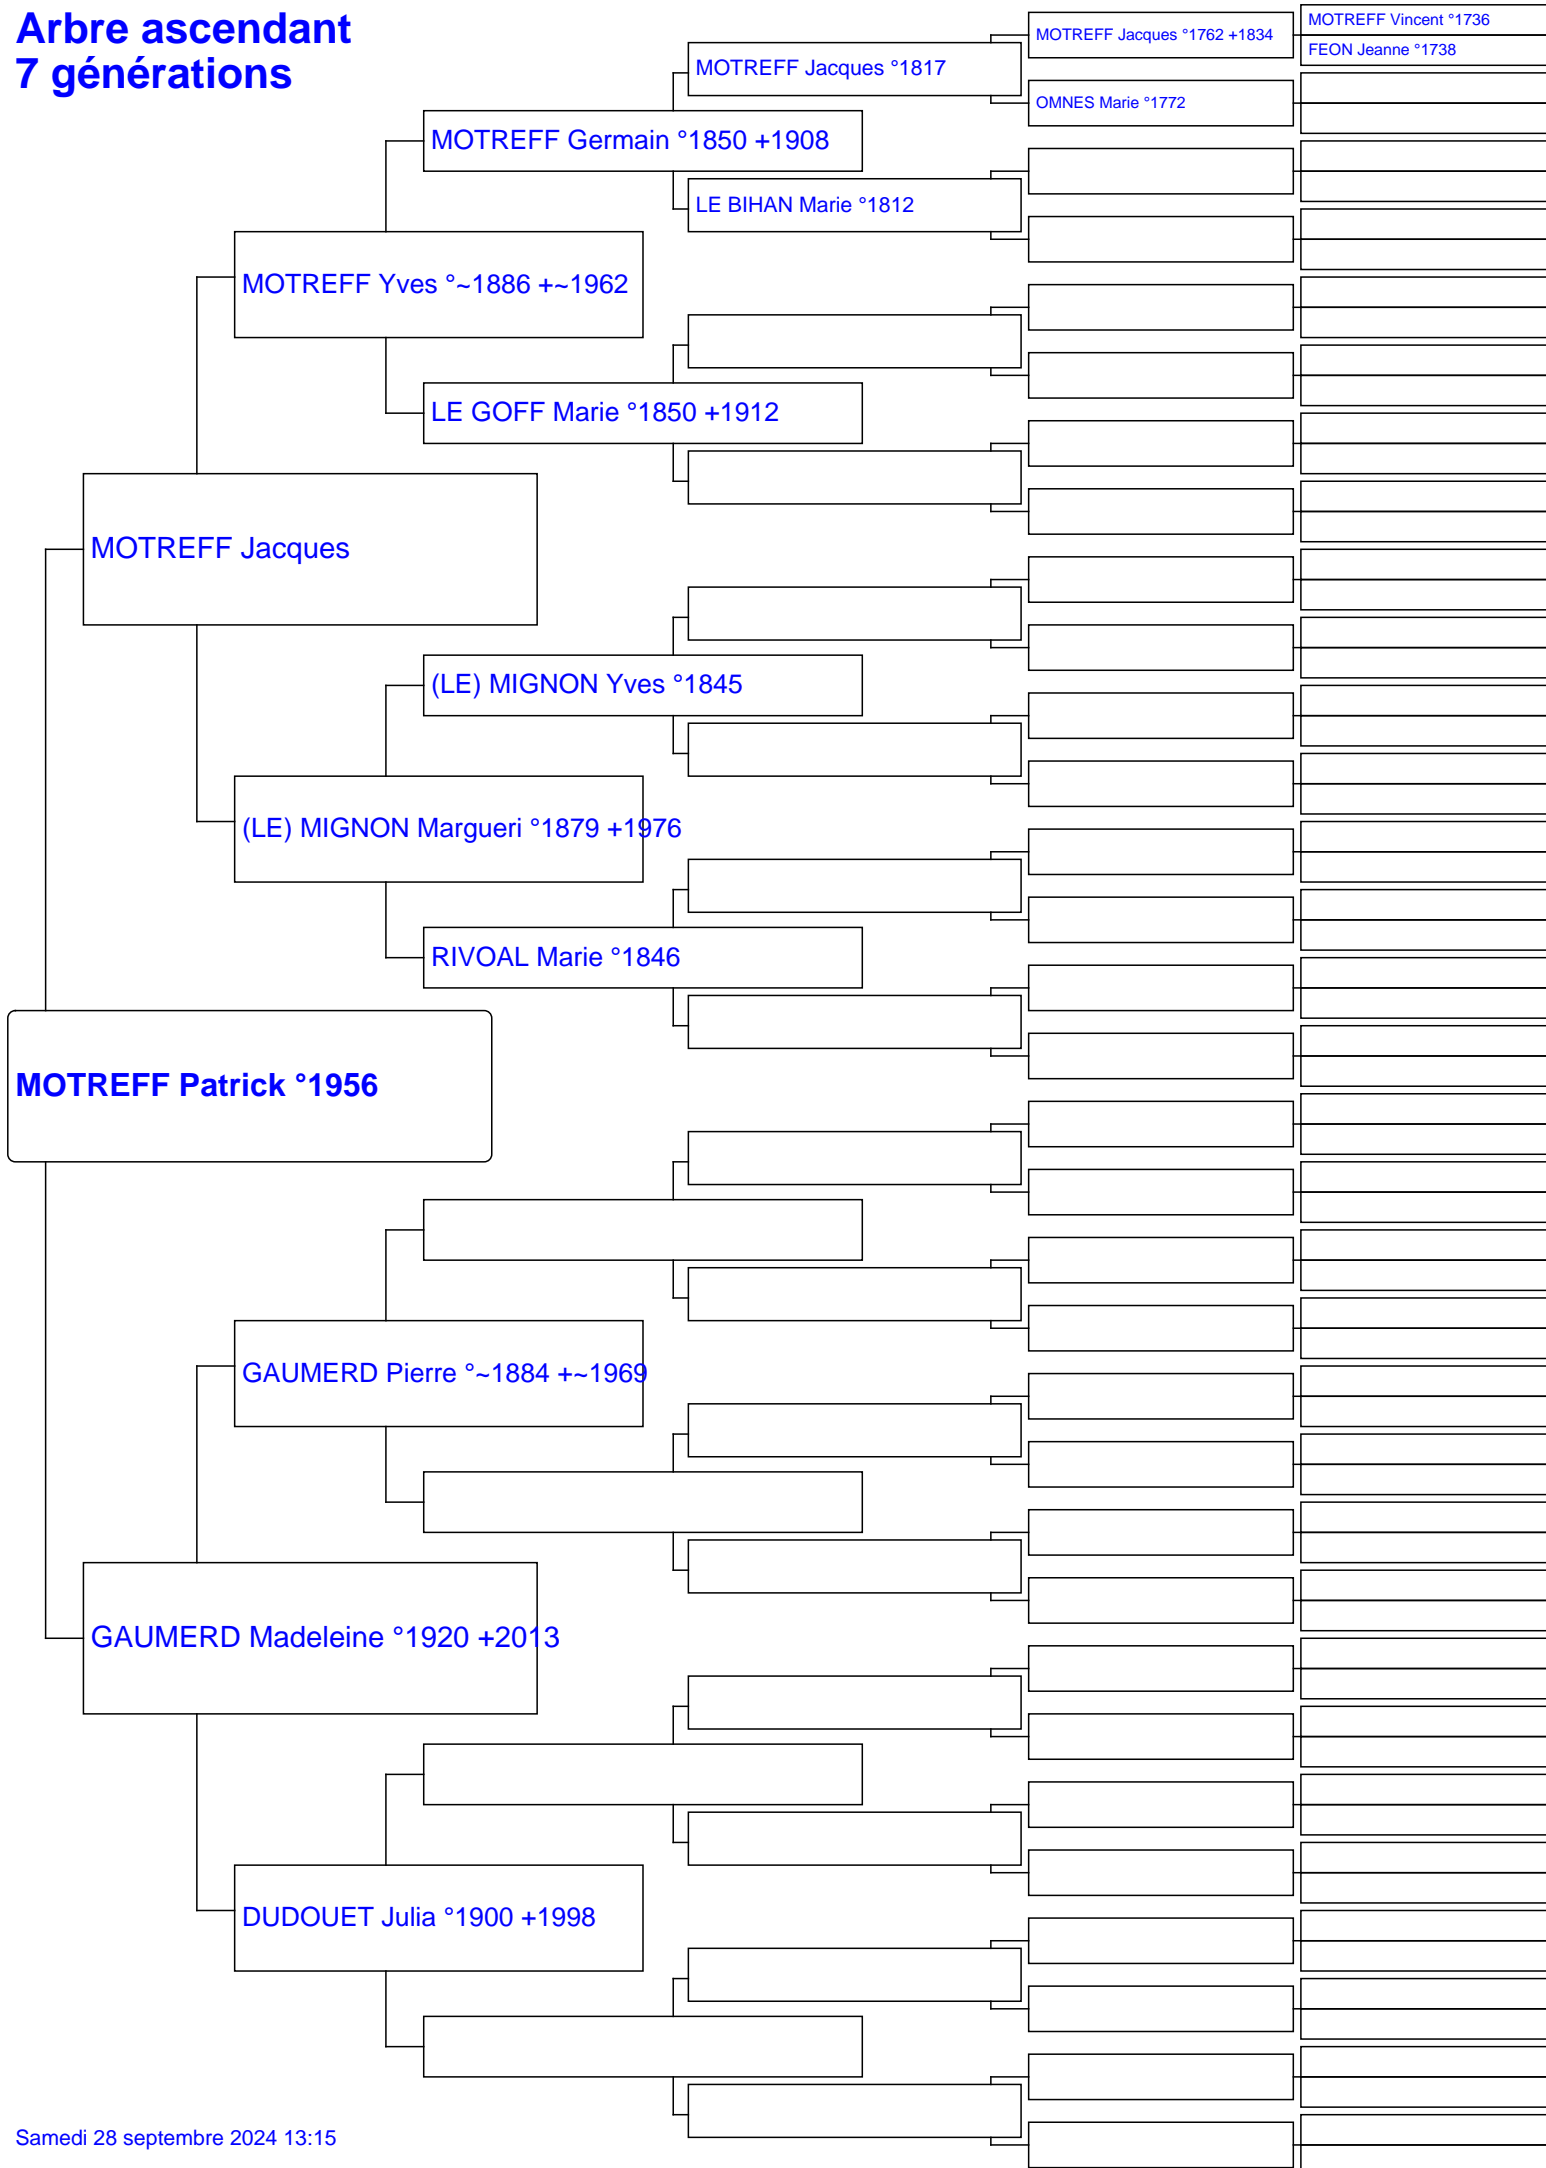 Arbre ascendant
7 générations
MOTREFF Vincent °1736
MOTREFF Jacques °1762 +1834
FEON Jeanne °1738
MOTREFF Jacques °1817
OMNES Marie °1772
MOTREFF Germain °1850 +1908
LE BIHAN Marie °1812
MOTREFF Yves °~1886 +~1962
LE GOFF Marie °1850 +1912
MOTREFF Jacques
(LE) MIGNON Yves °1845
(LE) MIGNON Margueri °1879 +1976
RIVOAL Marie °1846
MOTREFF Patrick °1956
GAUMERD Pierre °~1884 +~1969
GAUMERD Madeleine °1920 +2013
DUDOUET Julia °1900 +1998
Samedi 28 septembre 2024 13:15